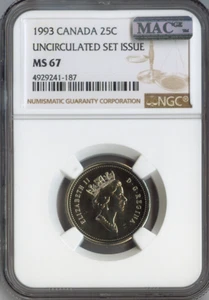 1993 CANADA 25C
UNCIRCULATED SET ISSUE
MS 67
4929241-187
MAC
NUMISMATIC GUARANTY CORPORATION
NGC
ELIZABETH II
D·G·REGINA